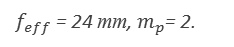 f_eff = 24 mm, m_p = 2.